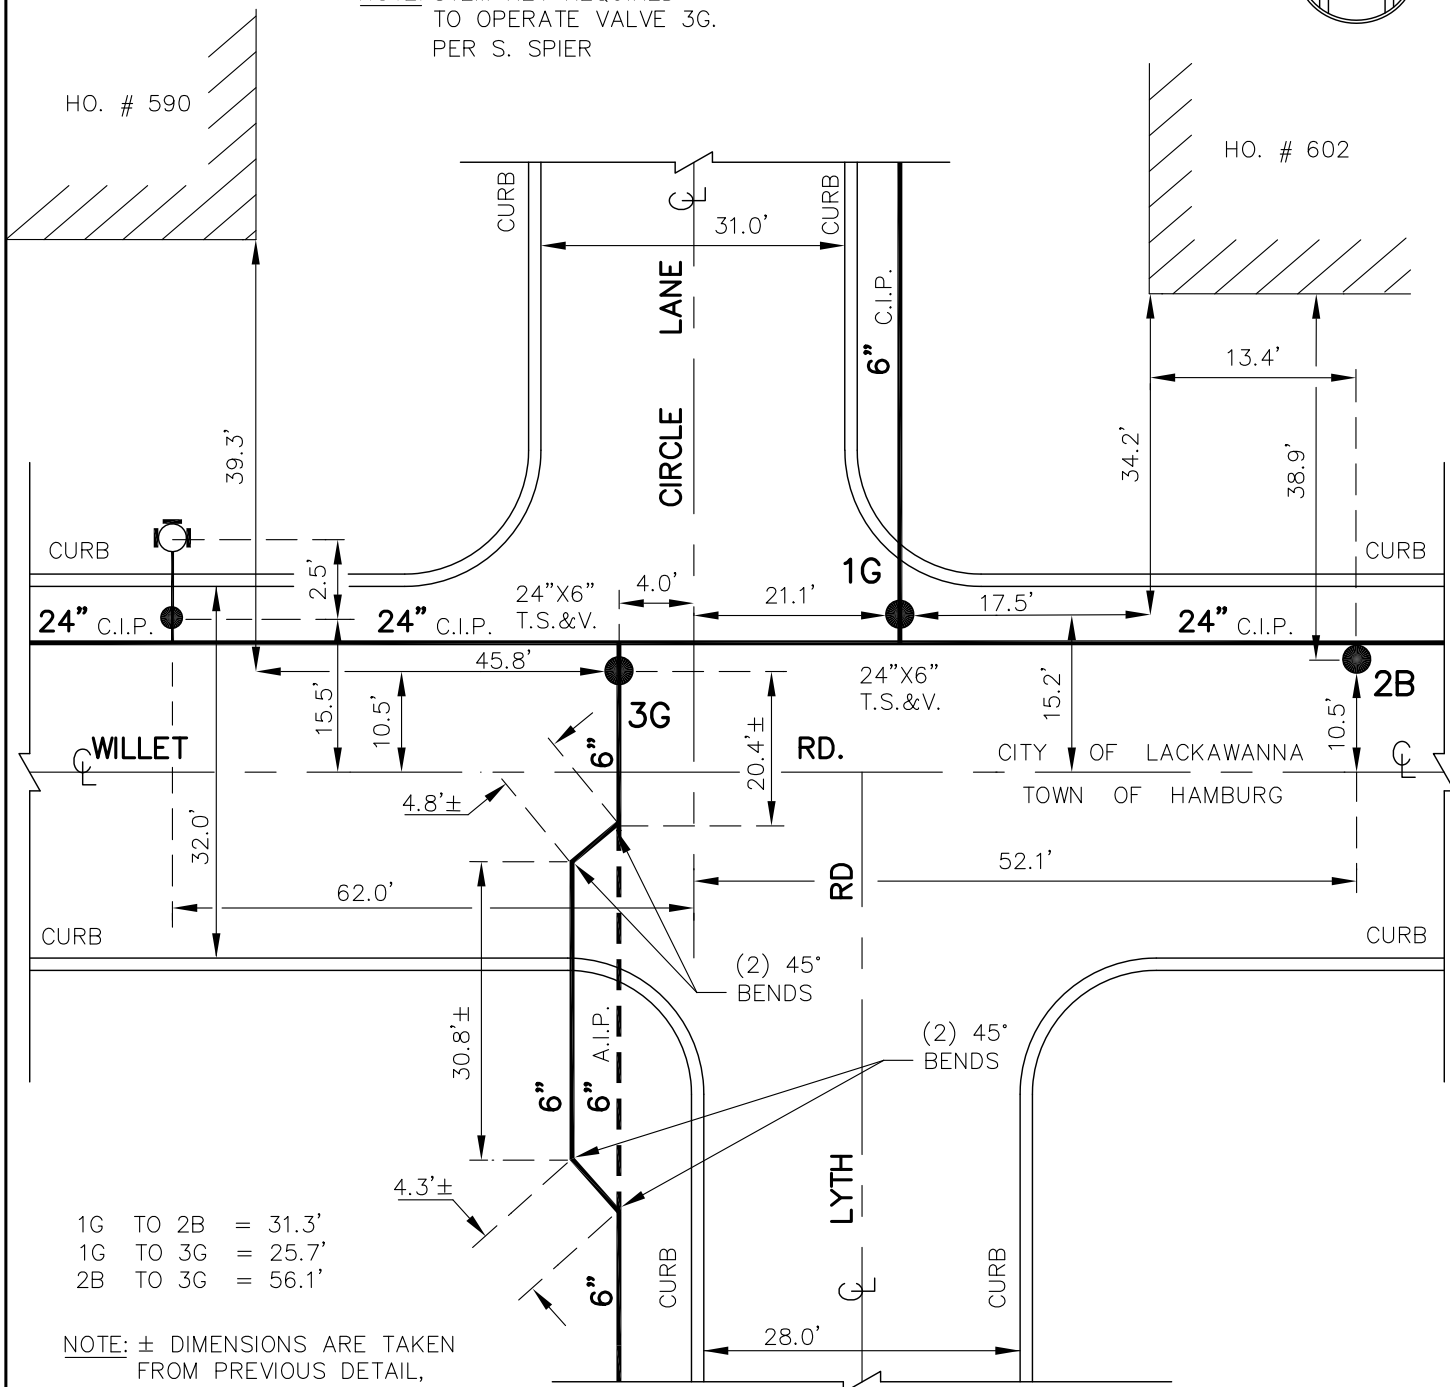 TO OPERATE VALVE 3G.
PER S. SPIER
HO. # 590
HO. # 602
CURB
CURB
℄
31.0'
CIRCLE LANE
6" C.I.P.
13.4'
39.3'
34.2'
38.9'
CURB
CURB
2.5'
24"X6"
T.S.&V.
4.0'
21.1'
1G
17.5'
24" C.I.P.
24" C.I.P.
24" C.I.P.
45.8'
24"X6"
T.S.&V.
2B
15.5'
10.5'
3G
15.2'
10.5'
6"
20.4'±
℄
WILLET RD.
CITY OF LACKAWANNA
℄
TOWN OF HAMBURG
4.8'±
32.0'
52.1'
62.0'
RD
CURB
CURB
(2) 45°
BENDS
30.8'±
A.I.P.
(2) 45°
BENDS
6"
6"
4.3'±
LYTH
1G TO 2B = 31.3'
1G TO 3G = 25.7'
2B TO 3G = 56.1'
6"
CURB
℄
CURB
28.0'
NOTE: ± DIMENSIONS ARE TAKEN
FROM PREVIOUS DETAIL,